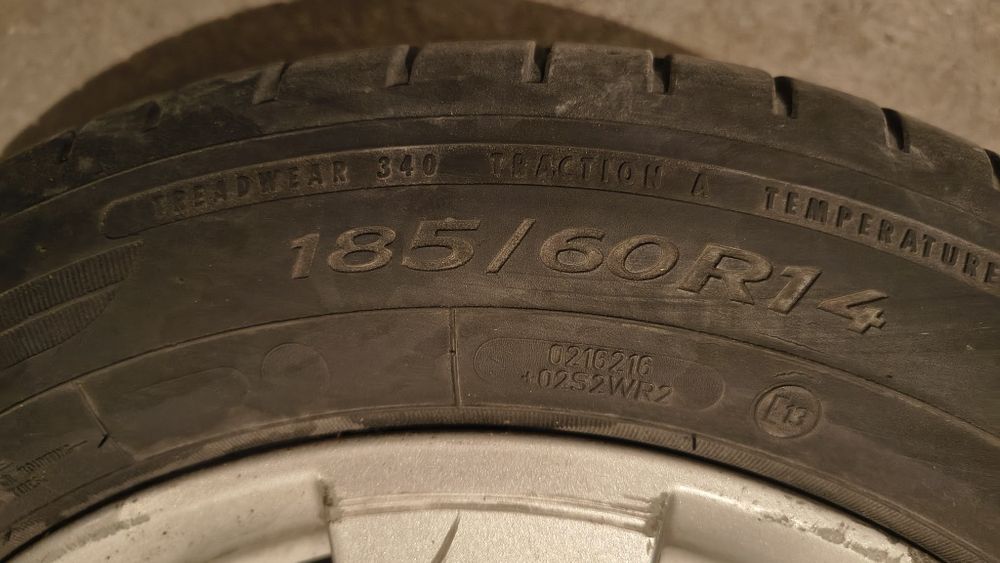 TREADWEAR 340 TRACTION A TEMPERATURE
185/60R14
0216216
+02S2WR2
E13